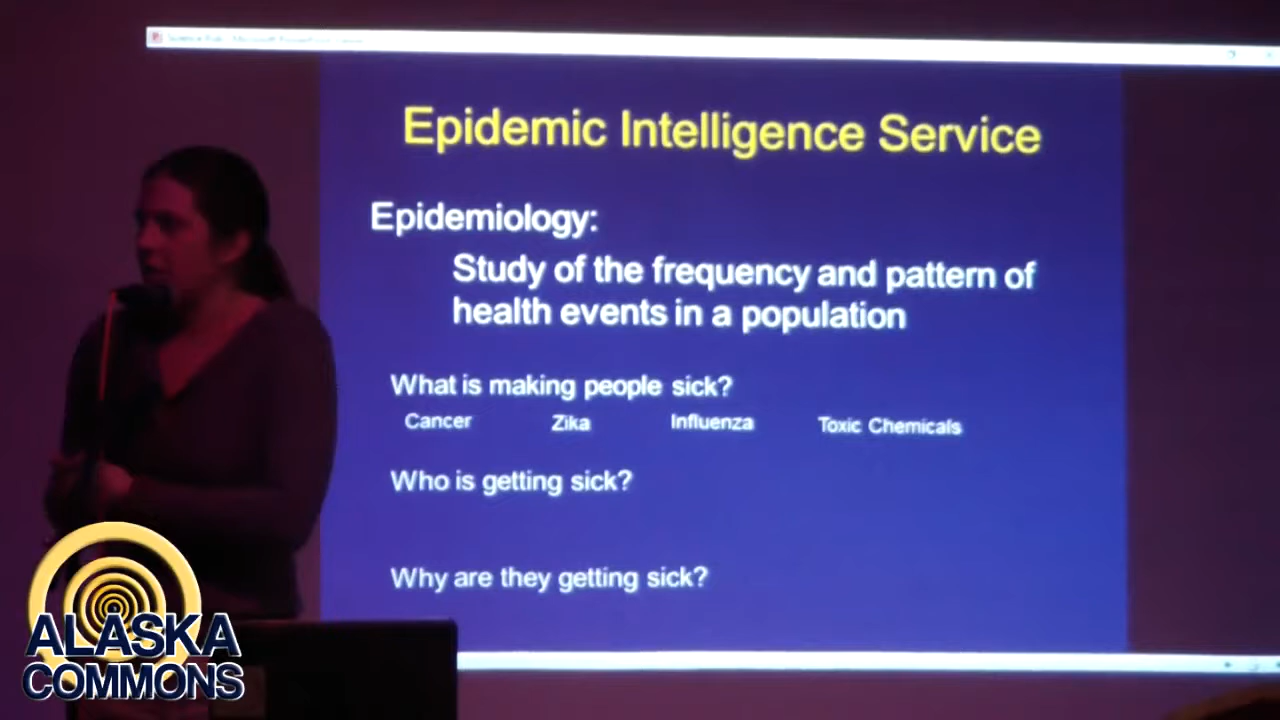 Epidemic Intelligence Service
Epidemiology:
Study of the frequency and pattern of
health events in a population
What is making people sick?
Cancer Zika Influenza Toxic Chemicals
Who is getting sick?
Why are they getting sick?
ALASKA
COMMONS